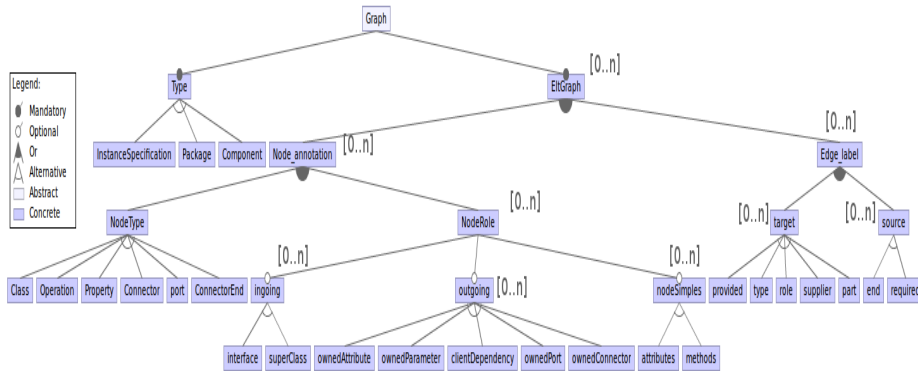 Graph
[0..n]
Type
EltGraph
Legend:
Mandatory
Optional
Or
Alternative
Abstract
Concrete
[0..n]
InstanceSpecification
Package
Component
Node_annotation
[0..n]
Edge_label
[0..n]
NodeType
NodeRole
[0..n]
target
[0..n]
source
[0..n]
[0..n]
Class
Operation
Property
Connector
port
ConnectorEnd
ingoing
outgoing
[0..n]
nodeSimples
provided
type
role
supplier
part
end
required
interface
superClass
ownedAttribute
ownedParameter
clientDependency
ownedPort
ownedConnector
attributes
methods